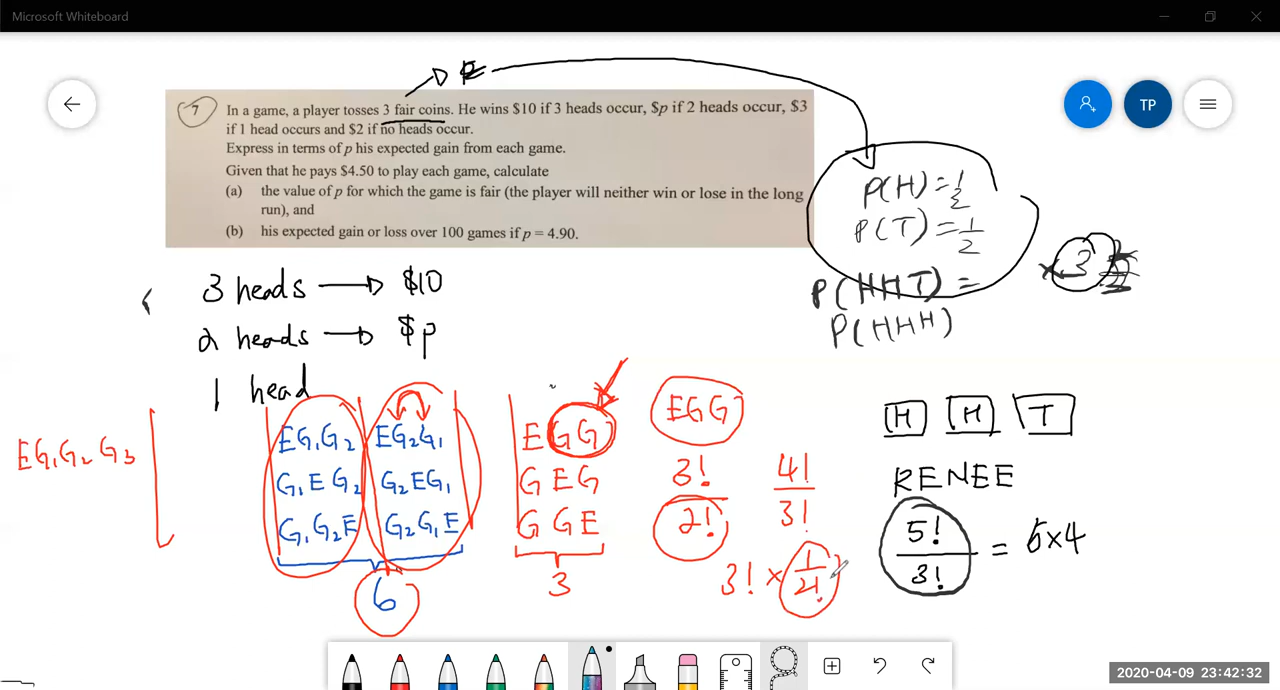 Microsoft Whiteboard
TP
7 In a game, a player tosses 3 fair coins. He wins $10 if 3 heads occur, $p if 2 heads occur, $3
if 1 head occurs and $2 if no heads occur.
Express in terms of p his expected gain from each game.
Given that he pays $4.50 to play each game, calculate
(a) the value of p for which the game is fair (the player will neither win or lose in the long
run), and
(b) his expected gain or loss over 100 games if p = 4.90.
P(H) = 1/2
P(T) = 1/2
P(HHT) = × 3
P(HHH)
3 heads → $10
2 heads → $p
1 head
EG₁G₂G₃
EG₁G₂ EG₂G₁
G₁EG₂ G₂EG₁
G₁G₂E G₂G₁E
6
EGG
GEG
GGE
3
EGG
3!/2!
4!/3!
3! × 1/2!
H H T
RENEE
5!/3! = 5×4
2020-04-09 23:42:32